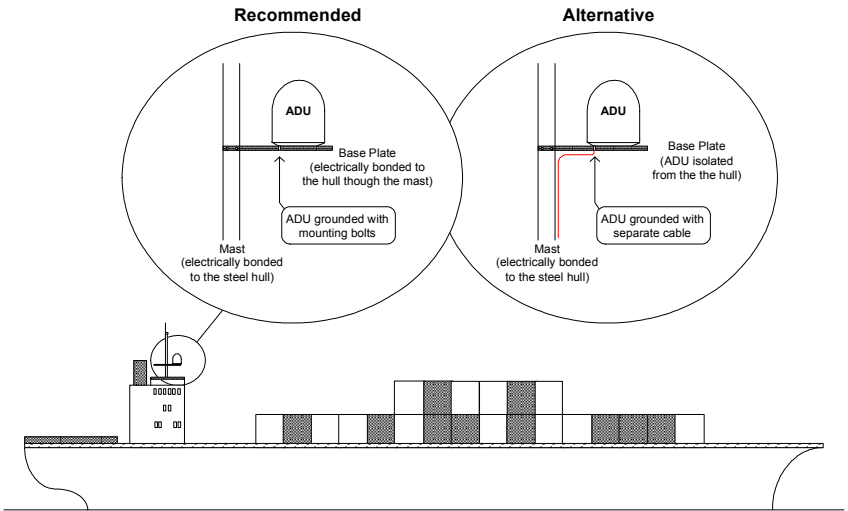 Recommended
ADU
Base Plate
(electrically bonded to
the hull though the mast)
ADU grounded with
mounting bolts
Mast
(electrically bonded
to the steel hull)
Alternative
ADU
Base Plate
(ADU isolated
from the the hull)
ADU grounded with
separate cable
Mast
(electrically bonded
to the steel hull)